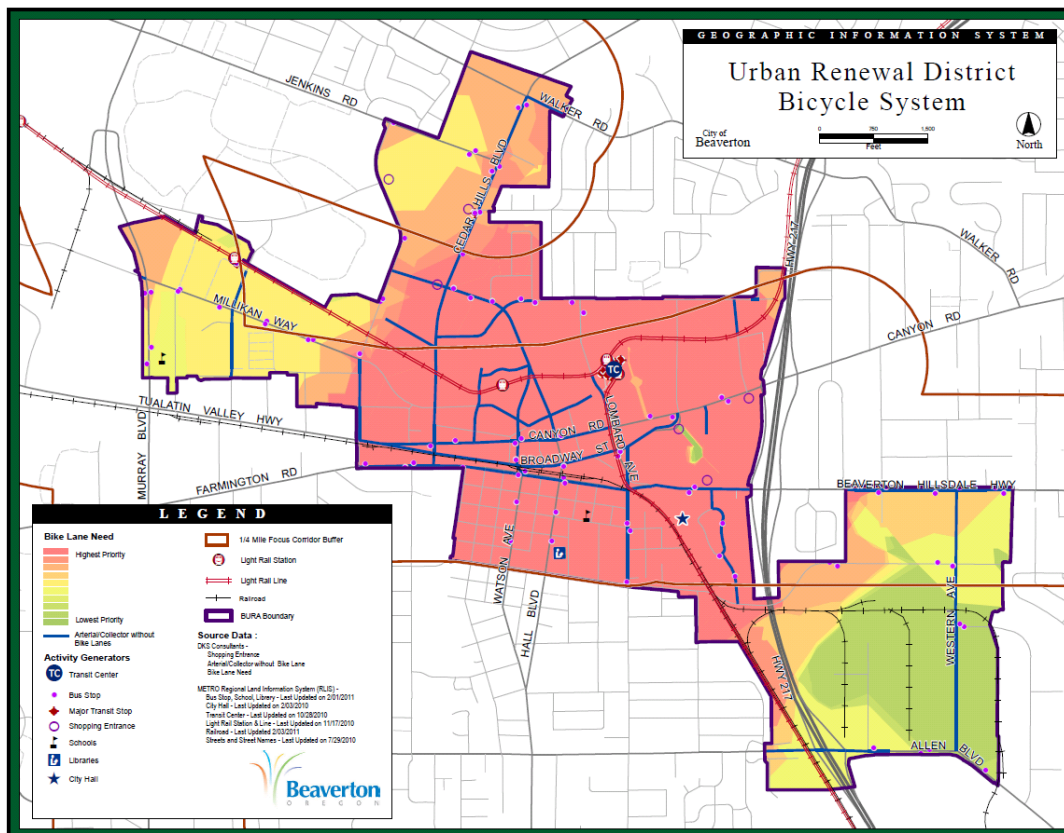 GEOGRAPHIC INFORMATION SYSTEM
Urban Renewal District
Bicycle System
City of
Beaverton
0 750 1,500
Feet
North
JENKINS RD
WALKER RD
CEDAR HILLS BLVD
HWY 217
WALKER RD
MILLIKAN WAY
CANYON RD
TC
TUALATIN VALLEY HWY
LOMBARD AVE
CANYON RD
BROADWAY ST
MURRAY BLVD
FARMINGTON RD
BEAVERTON HILLSDALE HWY
WATSON AVE
HALL BLVD
WESTERN AVE
HWY 217
ALLEN BLVD
LEGEND
Bike Lane Need
Highest Priority
Lowest Priority
Arterial/Collector without
Bike Lanes
Activity Generators
TC Transit Center
Bus Stop
Major Transit Stop
Shopping Entrance
Schools
Libraries
City Hall
1/4 Mile Focus Corridor Buffer
Light Rail Station
Light Rail Line
Railroad
BURA Boundary
Source Data :
DKS Consultants -
Shopping Entrance
Arterial/Collector without Bike Lane
Bike Lane Need
METRO Regional Land Information System (RLIS) -
Bus Stop, School, Library - Last Updated on 2/01/2011
City Hall - Last Updated on 2/03/2010
Transit Center - Last Updated on 10/28/2010
Light Rail Station & Line - Last Updated on 11/17/2010
Railroad - Last Updated 2/03/2011
Streets and Street Names - Last Updated on 7/29/2010
Beaverton
OREGON